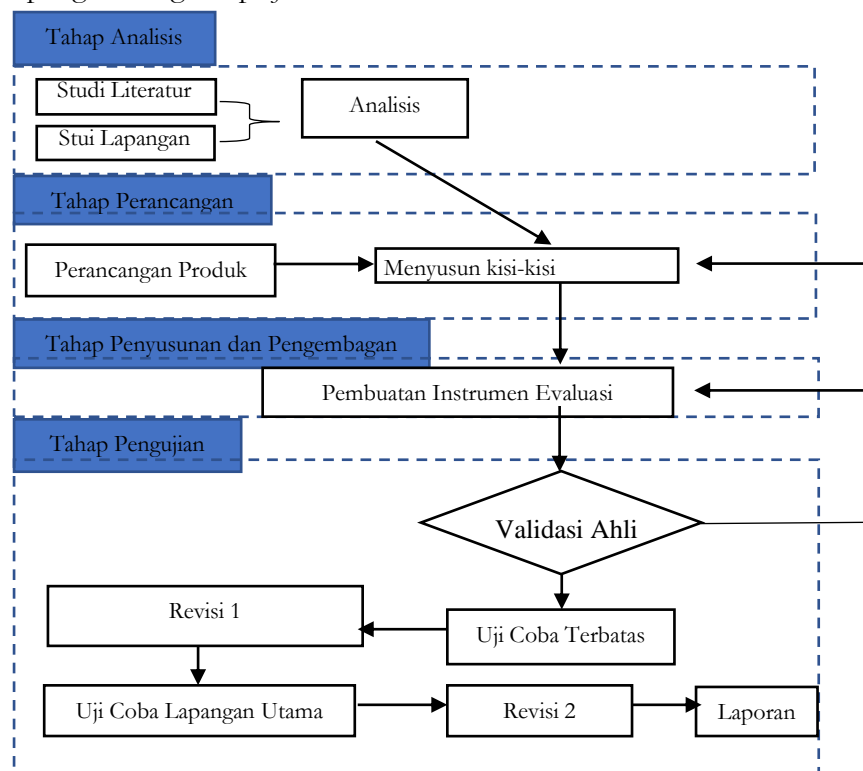 Tahap Analisis
Studi Literatur
Analisis
Stui Lapangan
Tahap Perancangan
Perancangan Produk
Menyusun kisi-kisi
Tahap Penyusunan dan Pengembagan
Pembuatan Instrumen Evaluasi
Tahap Pengujian
Validasi Ahli
Revisi 1
Uji Coba Terbatas
Uji Coba Lapangan Utama
Revisi 2
Laporan